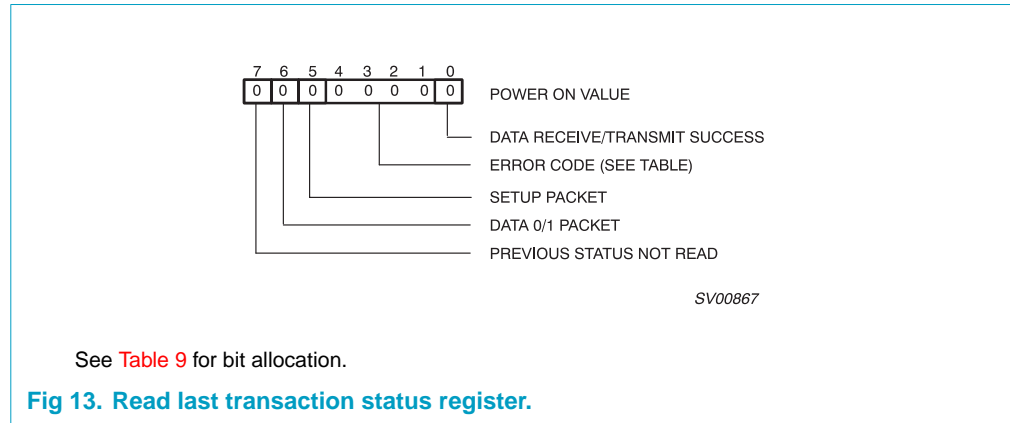 7 6 5 4 3 2 1 0
0 0 0 0 0 0 0 0 POWER ON VALUE
DATA RECEIVE/TRANSMIT SUCCESS
ERROR CODE (SEE TABLE)
SETUP PACKET
DATA 0/1 PACKET
PREVIOUS STATUS NOT READ
SV00867
See Table 9 for bit allocation.
Fig 13. Read last transaction status register.